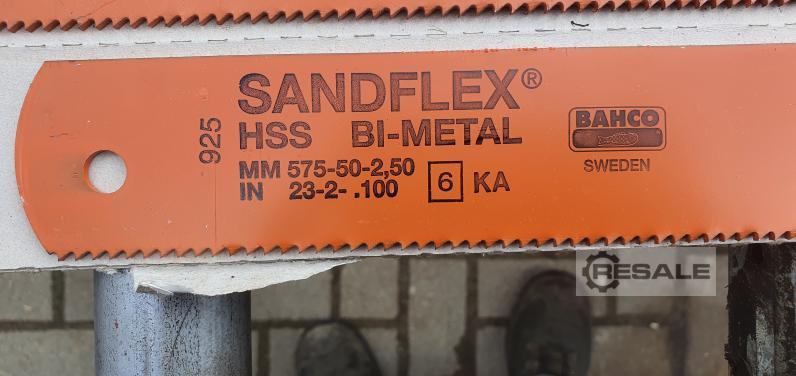 925
SANDFLEX®
HSS BI-METAL
MM 575-50-2,50
IN 23-2- .100
6 KA
BAHCO
SWEDEN
RESALE